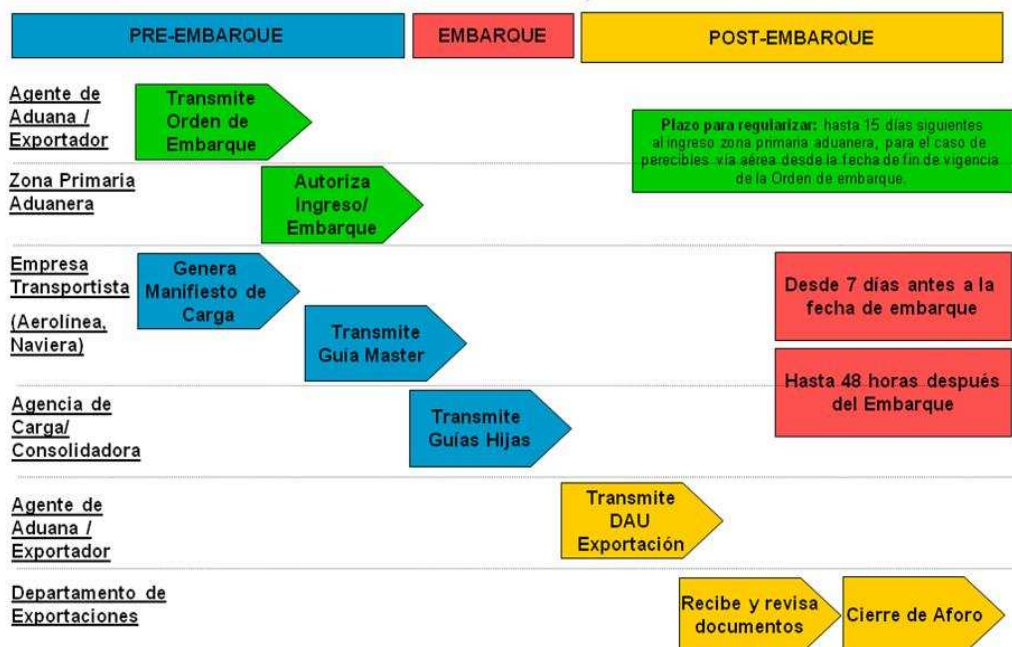 PRE-EMBARQUE
EMBARQUE
POST-EMBARQUE
Agente de
Aduana /
Exportador
Transmite
Orden de
Embarque
Plazo para regularizar: hasta 15 días siguientes
al ingreso zona primaria aduanera, para el caso de
perecibles vía aérea desde la fecha de fin de vigencia
de la Orden de embarque.
Zona Primaria
Aduanera
Autoriza
Ingreso/
Embarque
Empresa
Transportista
(Aerolínea,
Naviera)
Genera
Manifiesto de
Carga
Transmite
Guía Master
Desde 7 días antes a la
fecha de embarque
Hasta 48 horas después
del Embarque
Agencia de
Carga/
Consolidadora
Transmite
Guías Hijas
Agente de
Aduana /
Exportador
Transmite
DAU
Exportación
Departamento de
Exportaciones
Recibe y revisa
documentos
Cierre de Aforo